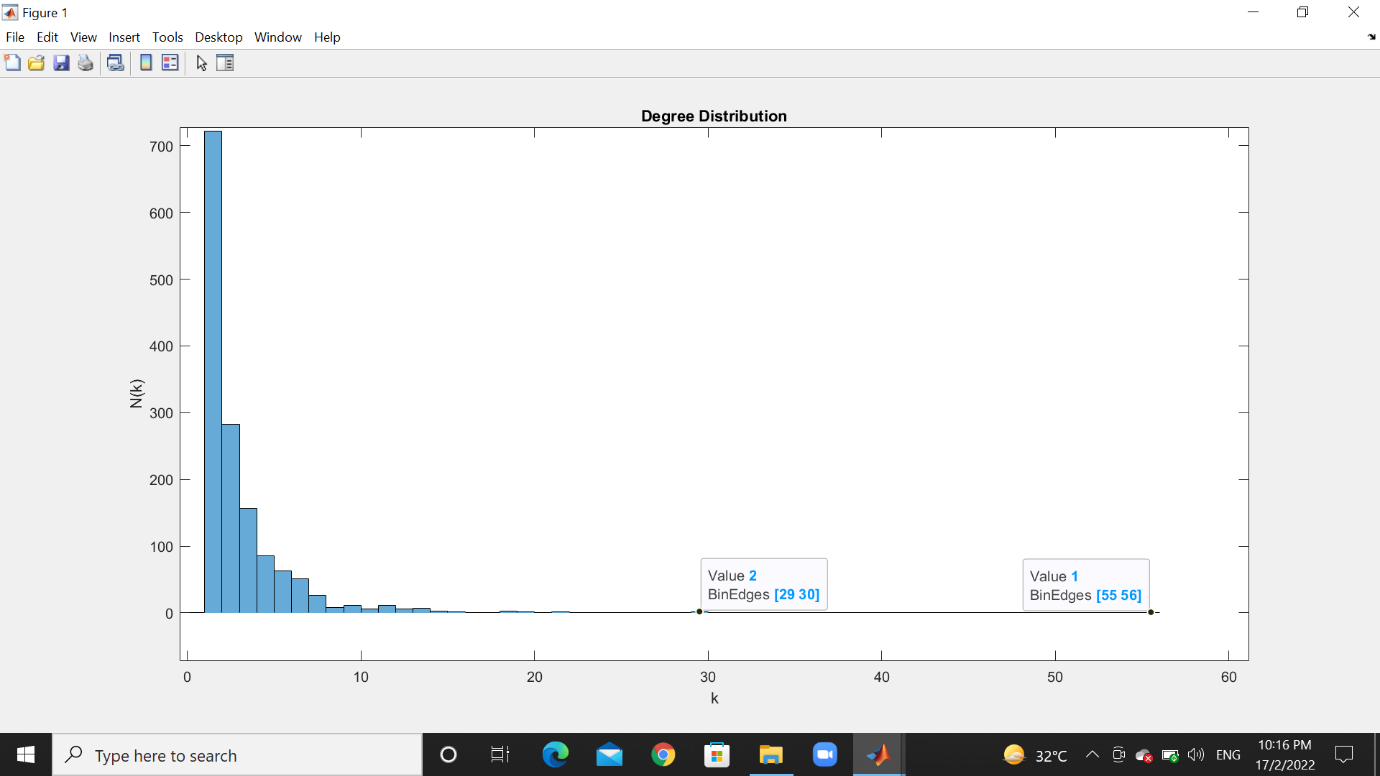 Figure 1
File Edit View Insert Tools Desktop Window Help
Degree Distribution
700
600
500
400
300
200
100
0
N(k)
Value 2
BinEdges [29 30]
Value 1
BinEdges [55 56]
0 10 20 30 40 50 60
k
Type here to search
32°C
ENG
10:16 PM
17/2/2022